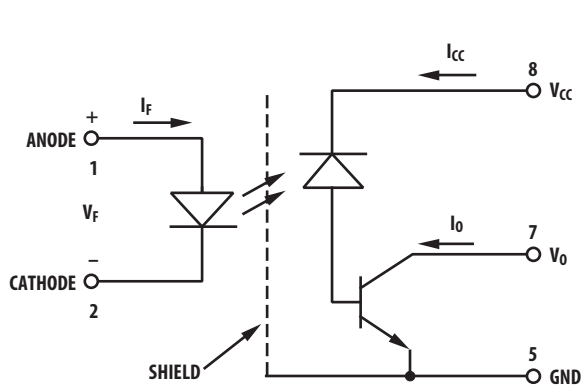 I_CC
8
V_CC
+
I_F
ANODE
1
V_F
I_O
7
V_O
–
CATHODE
2
5
SHIELD
GND